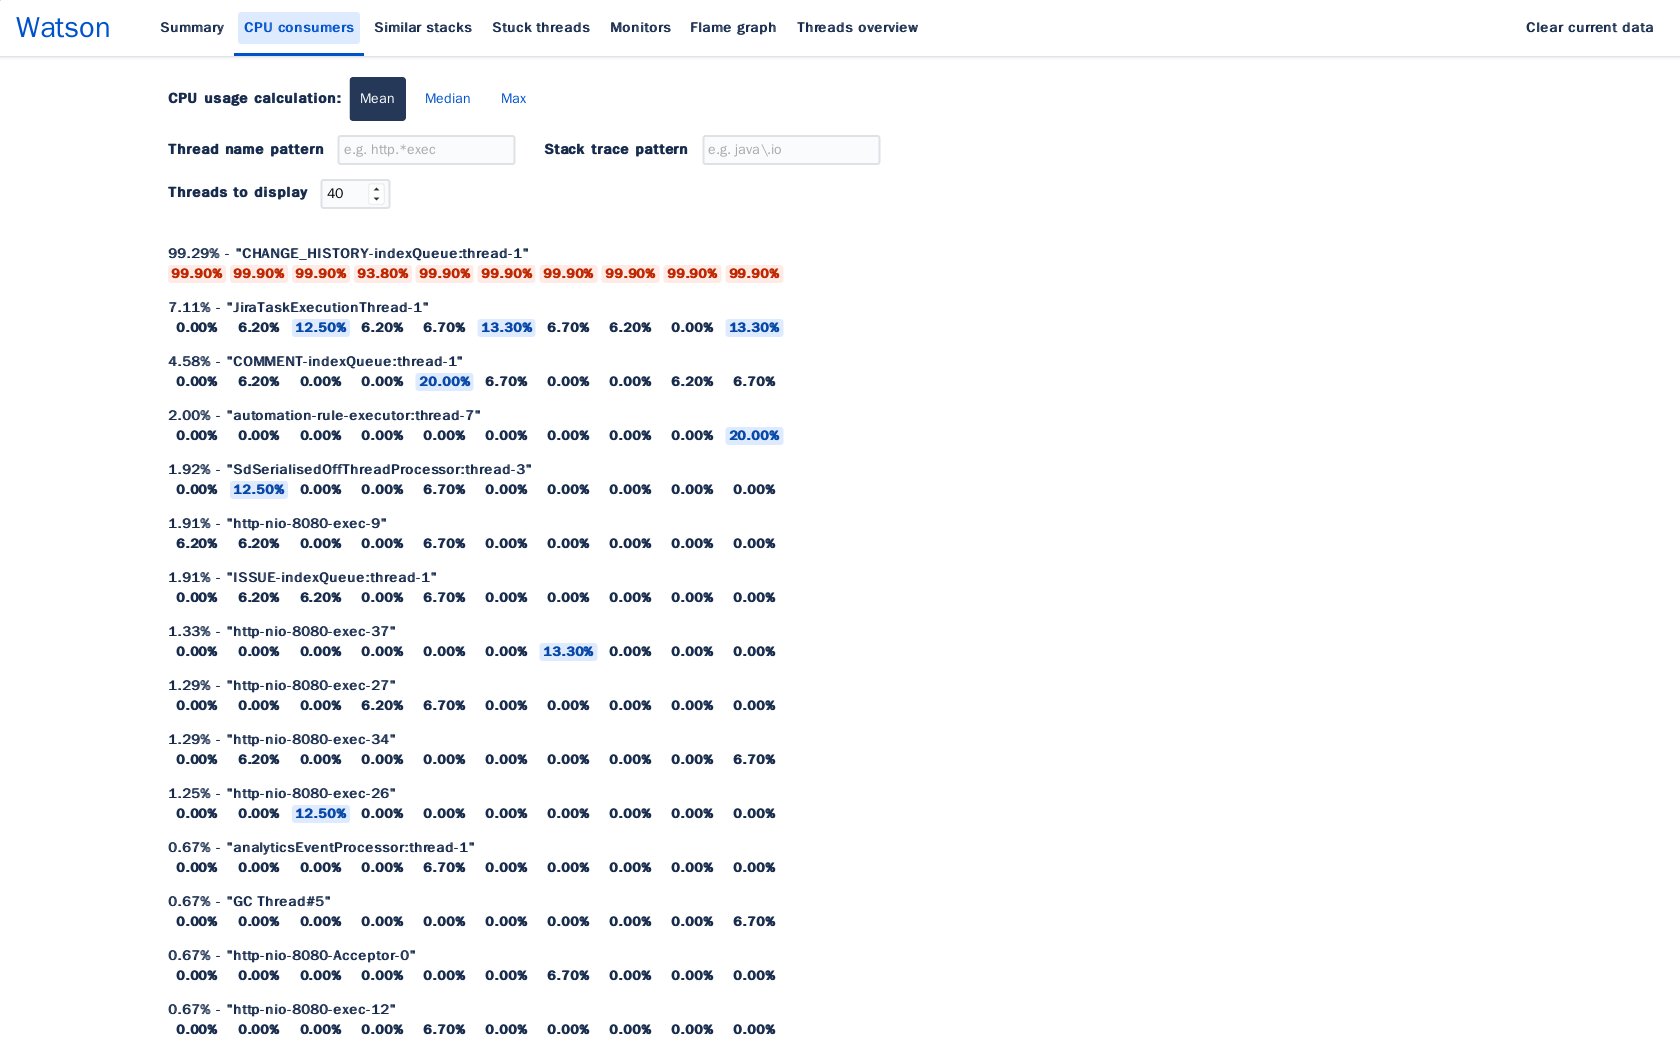 Watson Summary CPU consumers Similar stacks Stuck threads Monitors Flame graph Threads overview Clear current data
CPU usage calculation: Mean Median Max
Thread name pattern e.g. http.*exec Stack trace pattern e.g. java\.io
Threads to display 40
99.29% - "CHANGE_HISTORY-indexQueue:thread-1"
99.90% 99.90% 99.90% 93.80% 99.90% 99.90% 99.90% 99.90% 99.90% 99.90%
7.11% - "JiraTaskExecutionThread-1"
0.00% 6.20% 12.50% 6.20% 6.70% 13.30% 6.70% 6.20% 0.00% 13.30%
4.58% - "COMMENT-indexQueue:thread-1"
0.00% 6.20% 0.00% 0.00% 20.00% 6.70% 0.00% 0.00% 6.20% 6.70%
2.00% - "automation-rule-executor:thread-7"
0.00% 0.00% 0.00% 0.00% 0.00% 0.00% 0.00% 0.00% 0.00% 20.00%
1.92% - "SdSerialisedOffThreadProcessor:thread-3"
0.00% 12.50% 0.00% 0.00% 6.70% 0.00% 0.00% 0.00% 0.00% 0.00%
1.91% - "http-nio-8080-exec-9"
6.20% 6.20% 0.00% 0.00% 6.70% 0.00% 0.00% 0.00% 0.00% 0.00%
1.91% - "ISSUE-indexQueue:thread-1"
0.00% 6.20% 6.20% 0.00% 6.70% 0.00% 0.00% 0.00% 0.00% 0.00%
1.33% - "http-nio-8080-exec-37"
0.00% 0.00% 0.00% 0.00% 0.00% 0.00% 13.30% 0.00% 0.00% 0.00%
1.29% - "http-nio-8080-exec-27"
0.00% 0.00% 0.00% 6.20% 6.70% 0.00% 0.00% 0.00% 0.00% 0.00%
1.29% - "http-nio-8080-exec-34"
0.00% 6.20% 0.00% 0.00% 0.00% 0.00% 0.00% 0.00% 0.00% 6.70%
1.25% - "http-nio-8080-exec-26"
0.00% 0.00% 12.50% 0.00% 0.00% 0.00% 0.00% 0.00% 0.00% 0.00%
0.67% - "analyticsEventProcessor:thread-1"
0.00% 0.00% 0.00% 0.00% 6.70% 0.00% 0.00% 0.00% 0.00% 0.00%
0.67% - "GC Thread#5"
0.00% 0.00% 0.00% 0.00% 0.00% 0.00% 0.00% 0.00% 0.00% 6.70%
0.67% - "http-nio-8080-Acceptor-0"
0.00% 0.00% 0.00% 0.00% 0.00% 0.00% 6.70% 0.00% 0.00% 0.00%
0.67% - "http-nio-8080-exec-12"
0.00% 0.00% 0.00% 0.00% 6.70% 0.00% 0.00% 0.00% 0.00% 0.00%